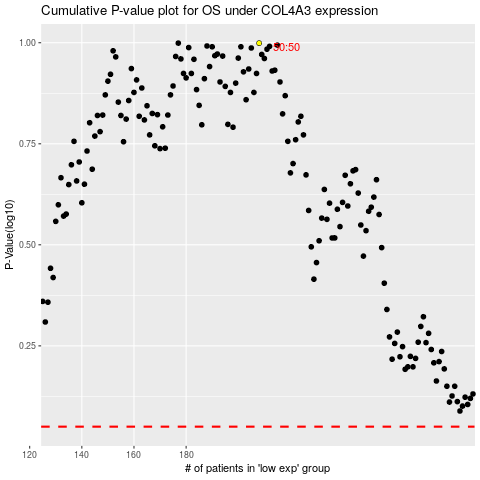 Cumulative P-value plot for OS under COL4A3 expression
1.00
50:50
0.75
0.50
0.25
P-Value(log10)
120 140 160 180
# of patients in 'low exp' group